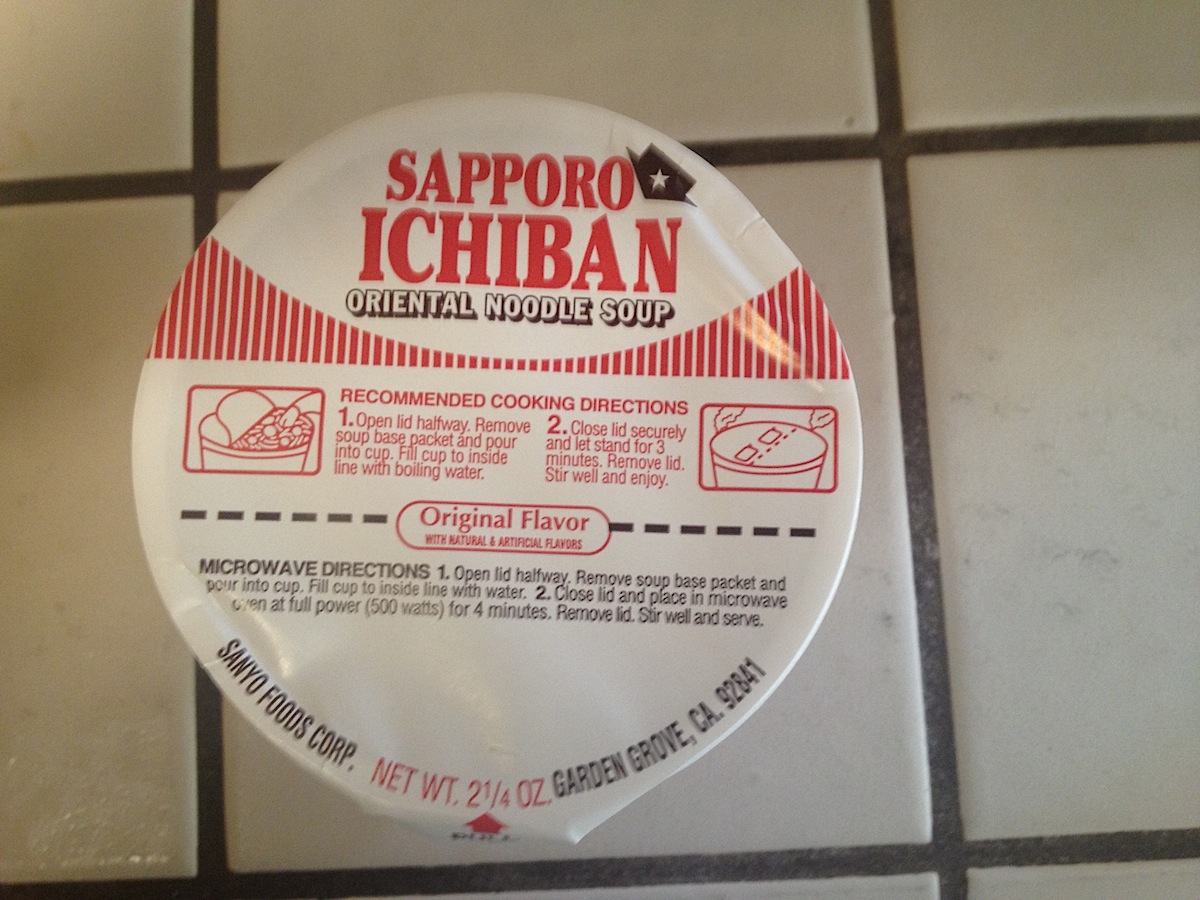 SAPPORO
ICHIBAN
ORIENTAL NOODLE SOUP
RECOMMENDED COOKING DIRECTIONS
1. Open lid halfway. Remove
soup base packet and pour
into cup. Fill cup to inside
line with boiling water.
2. Close lid securely
and let stand for 3
minutes. Remove lid.
Stir well and enjoy.
Original Flavor
WITH NATURAL & ARTIFICIAL FLAVORS
MICROWAVE DIRECTIONS 1. Open lid halfway. Remove soup base packet and
pour into cup. Fill cup to inside line with water. 2. Close lid and place in microwave
oven at full power (500 watts) for 4 minutes. Remove lid. Stir well and serve.
SANYO FOODS CORP.
GARDEN GROVE, CA. 92841
NET WT. 2 1/4 OZ.
PULL